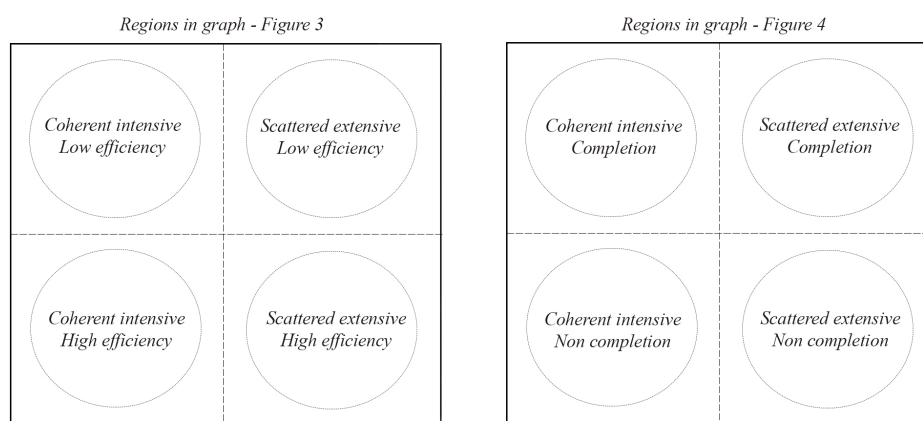 Regions in graph - Figure 3
Coherent intensive
Low efficiency
Scattered extensive
Low efficiency
Coherent intensive
High efficiency
Scattered extensive
High efficiency
Regions in graph - Figure 4
Coherent intensive
Completion
Scattered extensive
Completion
Coherent intensive
Non completion
Scattered extensive
Non completion